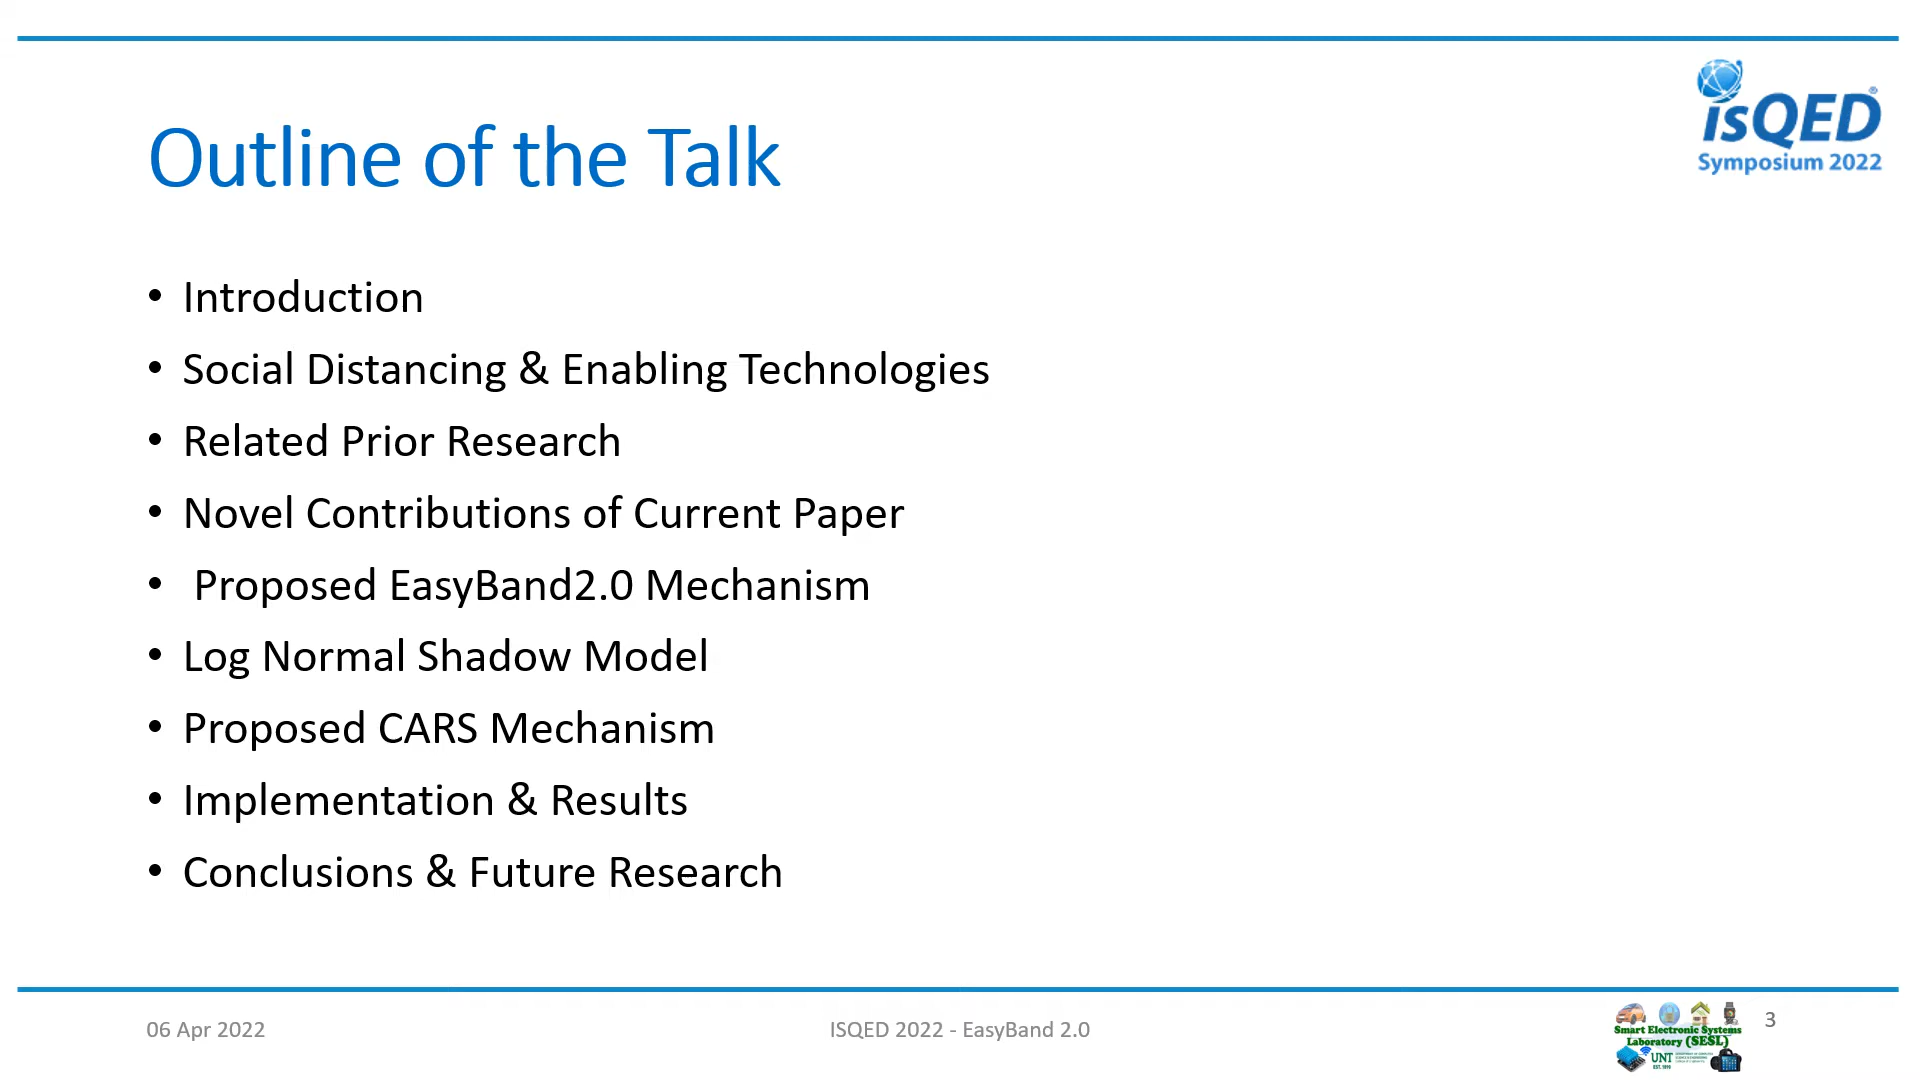 isQED®
Symposium 2022
Outline of the Talk
• Introduction
• Social Distancing & Enabling Technologies
• Related Prior Research
• Novel Contributions of Current Paper
• Proposed EasyBand2.0 Mechanism
• Log Normal Shadow Model
• Proposed CARS Mechanism
• Implementation & Results
• Conclusions & Future Research
06 Apr 2022
ISQED 2022 - EasyBand 2.0
Smart Electronic Systems
Laboratory (SESL)
UNT
EST. 1890
3